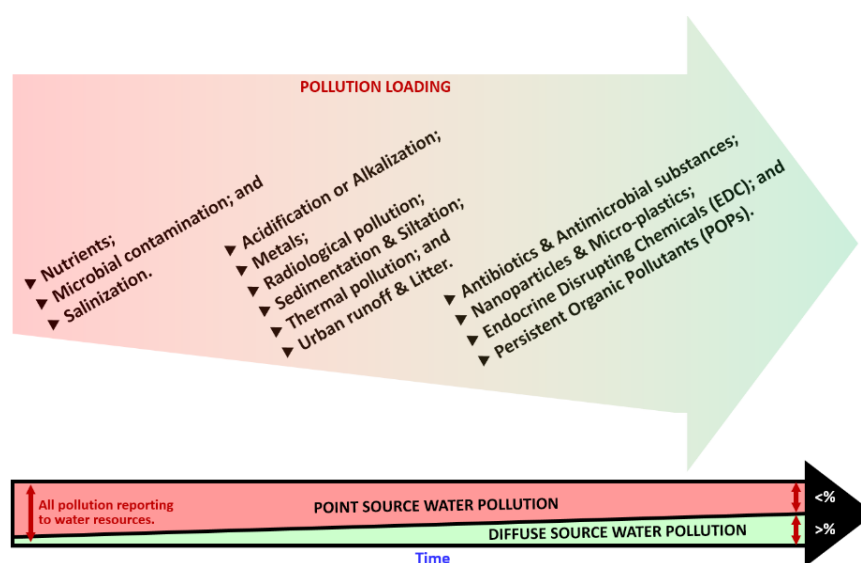 POLLUTION LOADING
▼ Nutrients;
▼ Microbial contamination; and
▼ Salinization.
▼ Acidification or Alkalization;
▼ Metals;
▼ Radiological pollution;
▼ Sedimentation & Siltation;
▼ Thermal pollution; and
▼ Urban runoff & Litter.
▼ Antibiotics & Antimicrobial substances;
▼ Nanoparticles & Micro-plastics;
▼ Endocrine Disrupting Chemicals (EDC); and
▼ Persistent Organic Pollutants (POPs).
All pollution reporting
to water resources.
POINT SOURCE WATER POLLUTION
<%
DIFFUSE SOURCE WATER POLLUTION
>%
Time